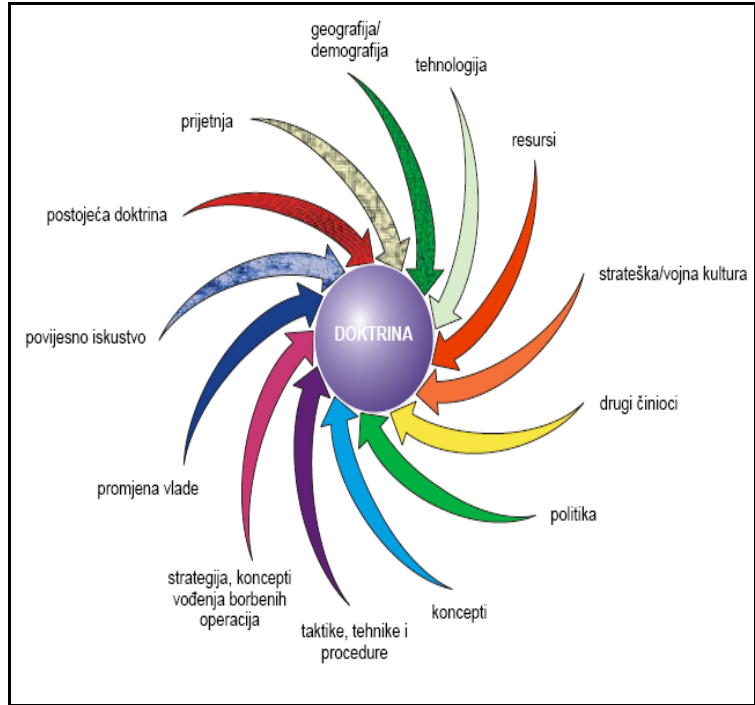 geografija/
demografija
tehnologija
prijetnja
resursi
postojeća doktrina
strateška/vojna kultura
DOKTRINA
povijesno iskustvo
drugi činioci
promjena vlade
politika
strategija, koncepti
vođenja borbenih
operacija
koncepti
taktike, tehnike i
procedure